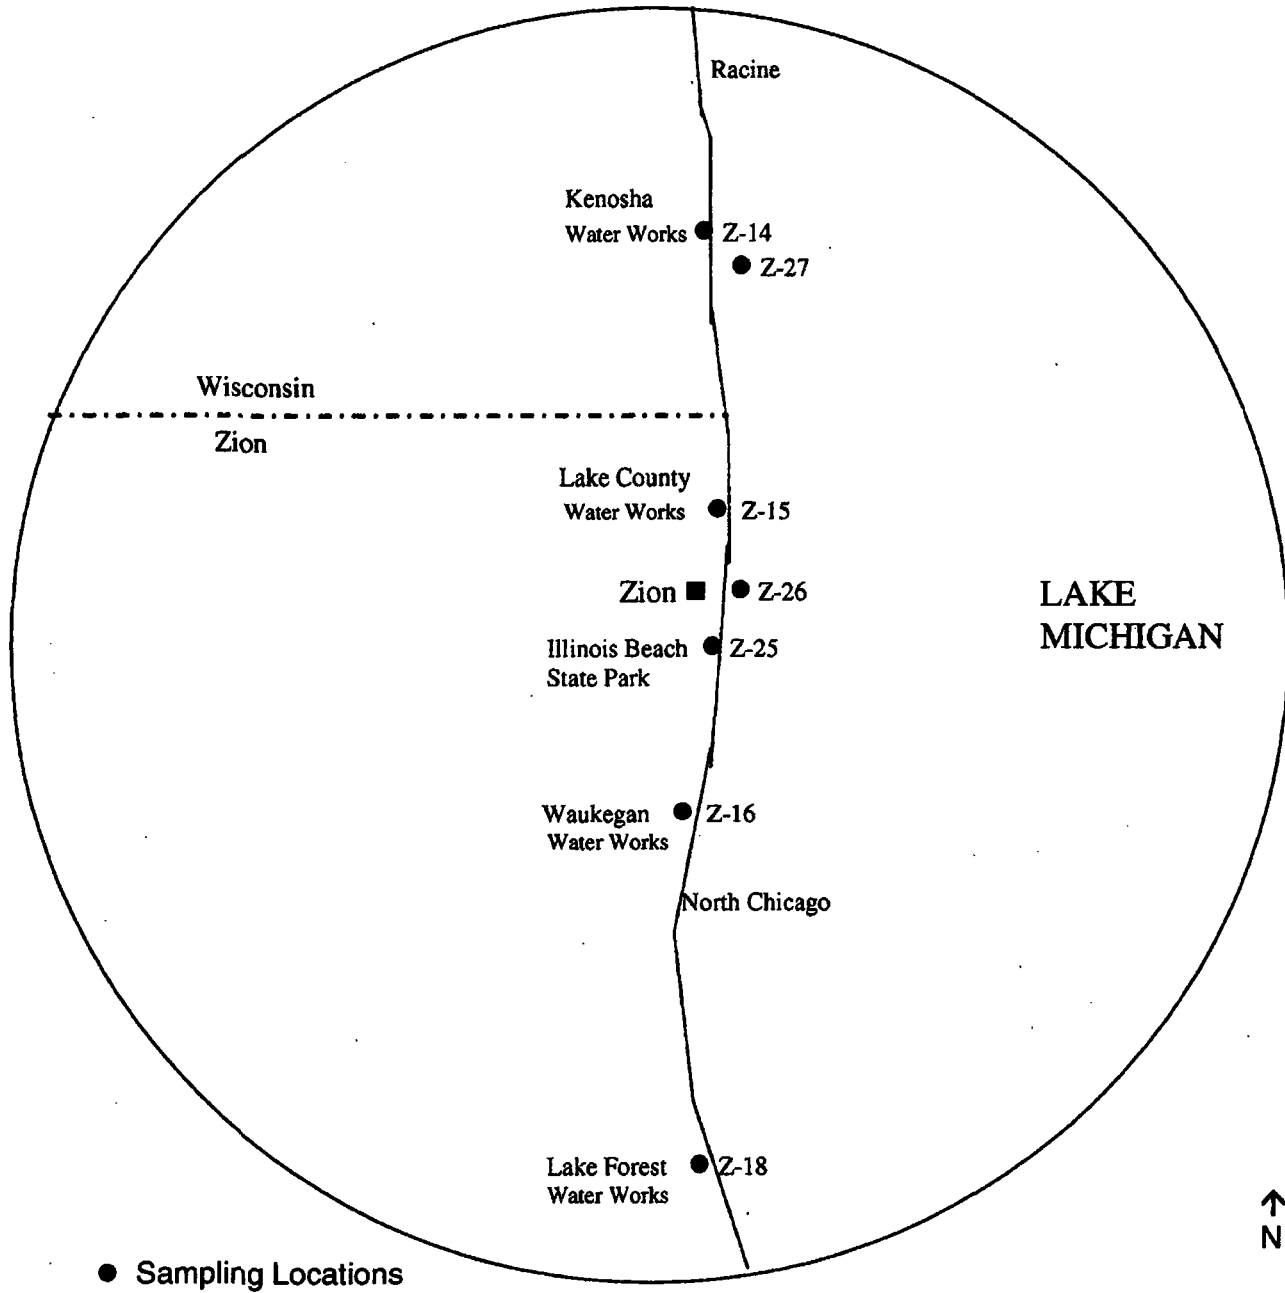 Racine
Kenosha
Water Works
Z-14
Z-27
Wisconsin
Zion
Lake County
Water Works
Z-15
Zion
Z-26
LAKE
MICHIGAN
Illinois Beach
State Park
Z-25
Waukegan
Water Works
Z-16
North Chicago
Lake Forest
Water Works
Z-18
N
Sampling Locations